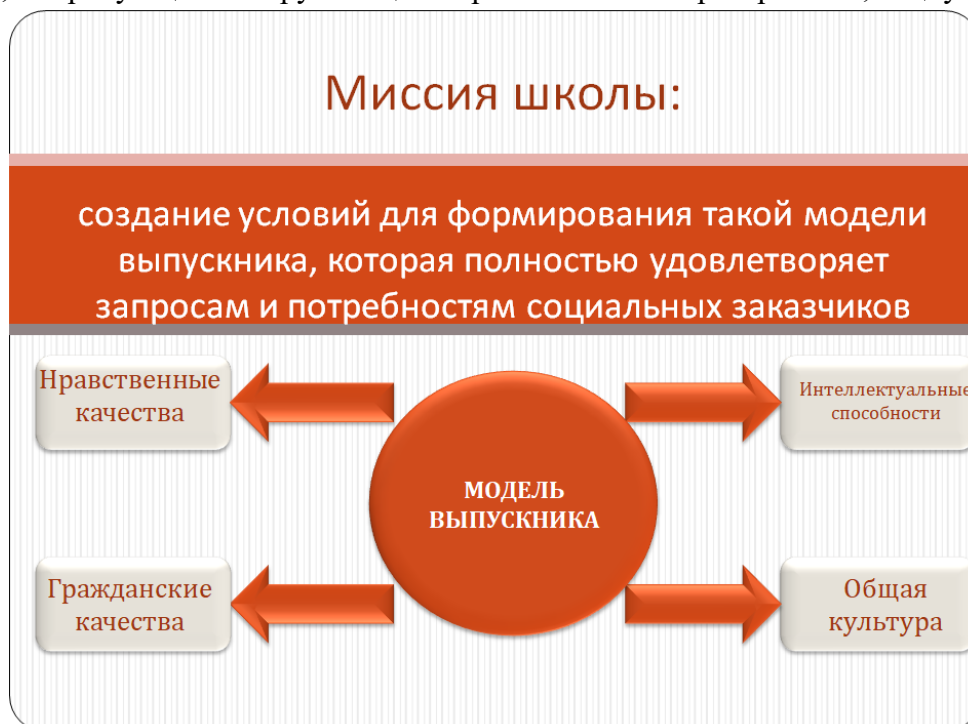 Миссия школы:
создание условий для формирования такой модели
выпускника, которая полностью удовлетворяет
запросам и потребностям социальных заказчиков
Нравственные
качества
Интеллектуальные
способности
МОДЕЛЬ
ВЫПУСКНИКА
Гражданские
качества
Общая
культура